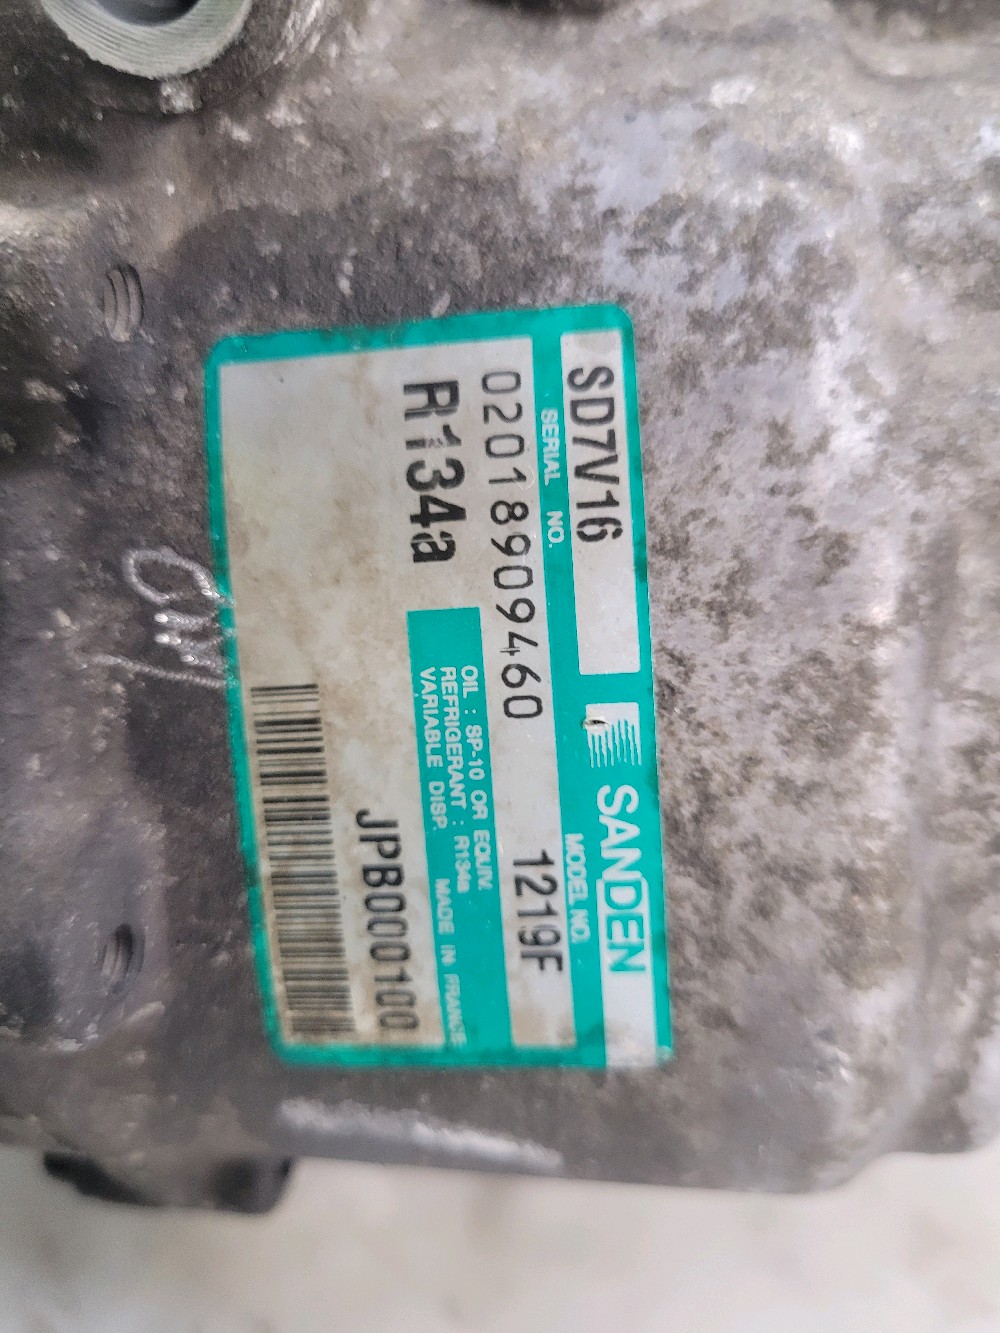 SD7V16 SANDEN
SERIAL NO. MODEL NO.
02018909460 1219F
R134a
OIL : SP-10 OR EQUIV.
REFRIGERANT : R134a
VARIABLE DISP. MADE IN FRANCE
JPB000100